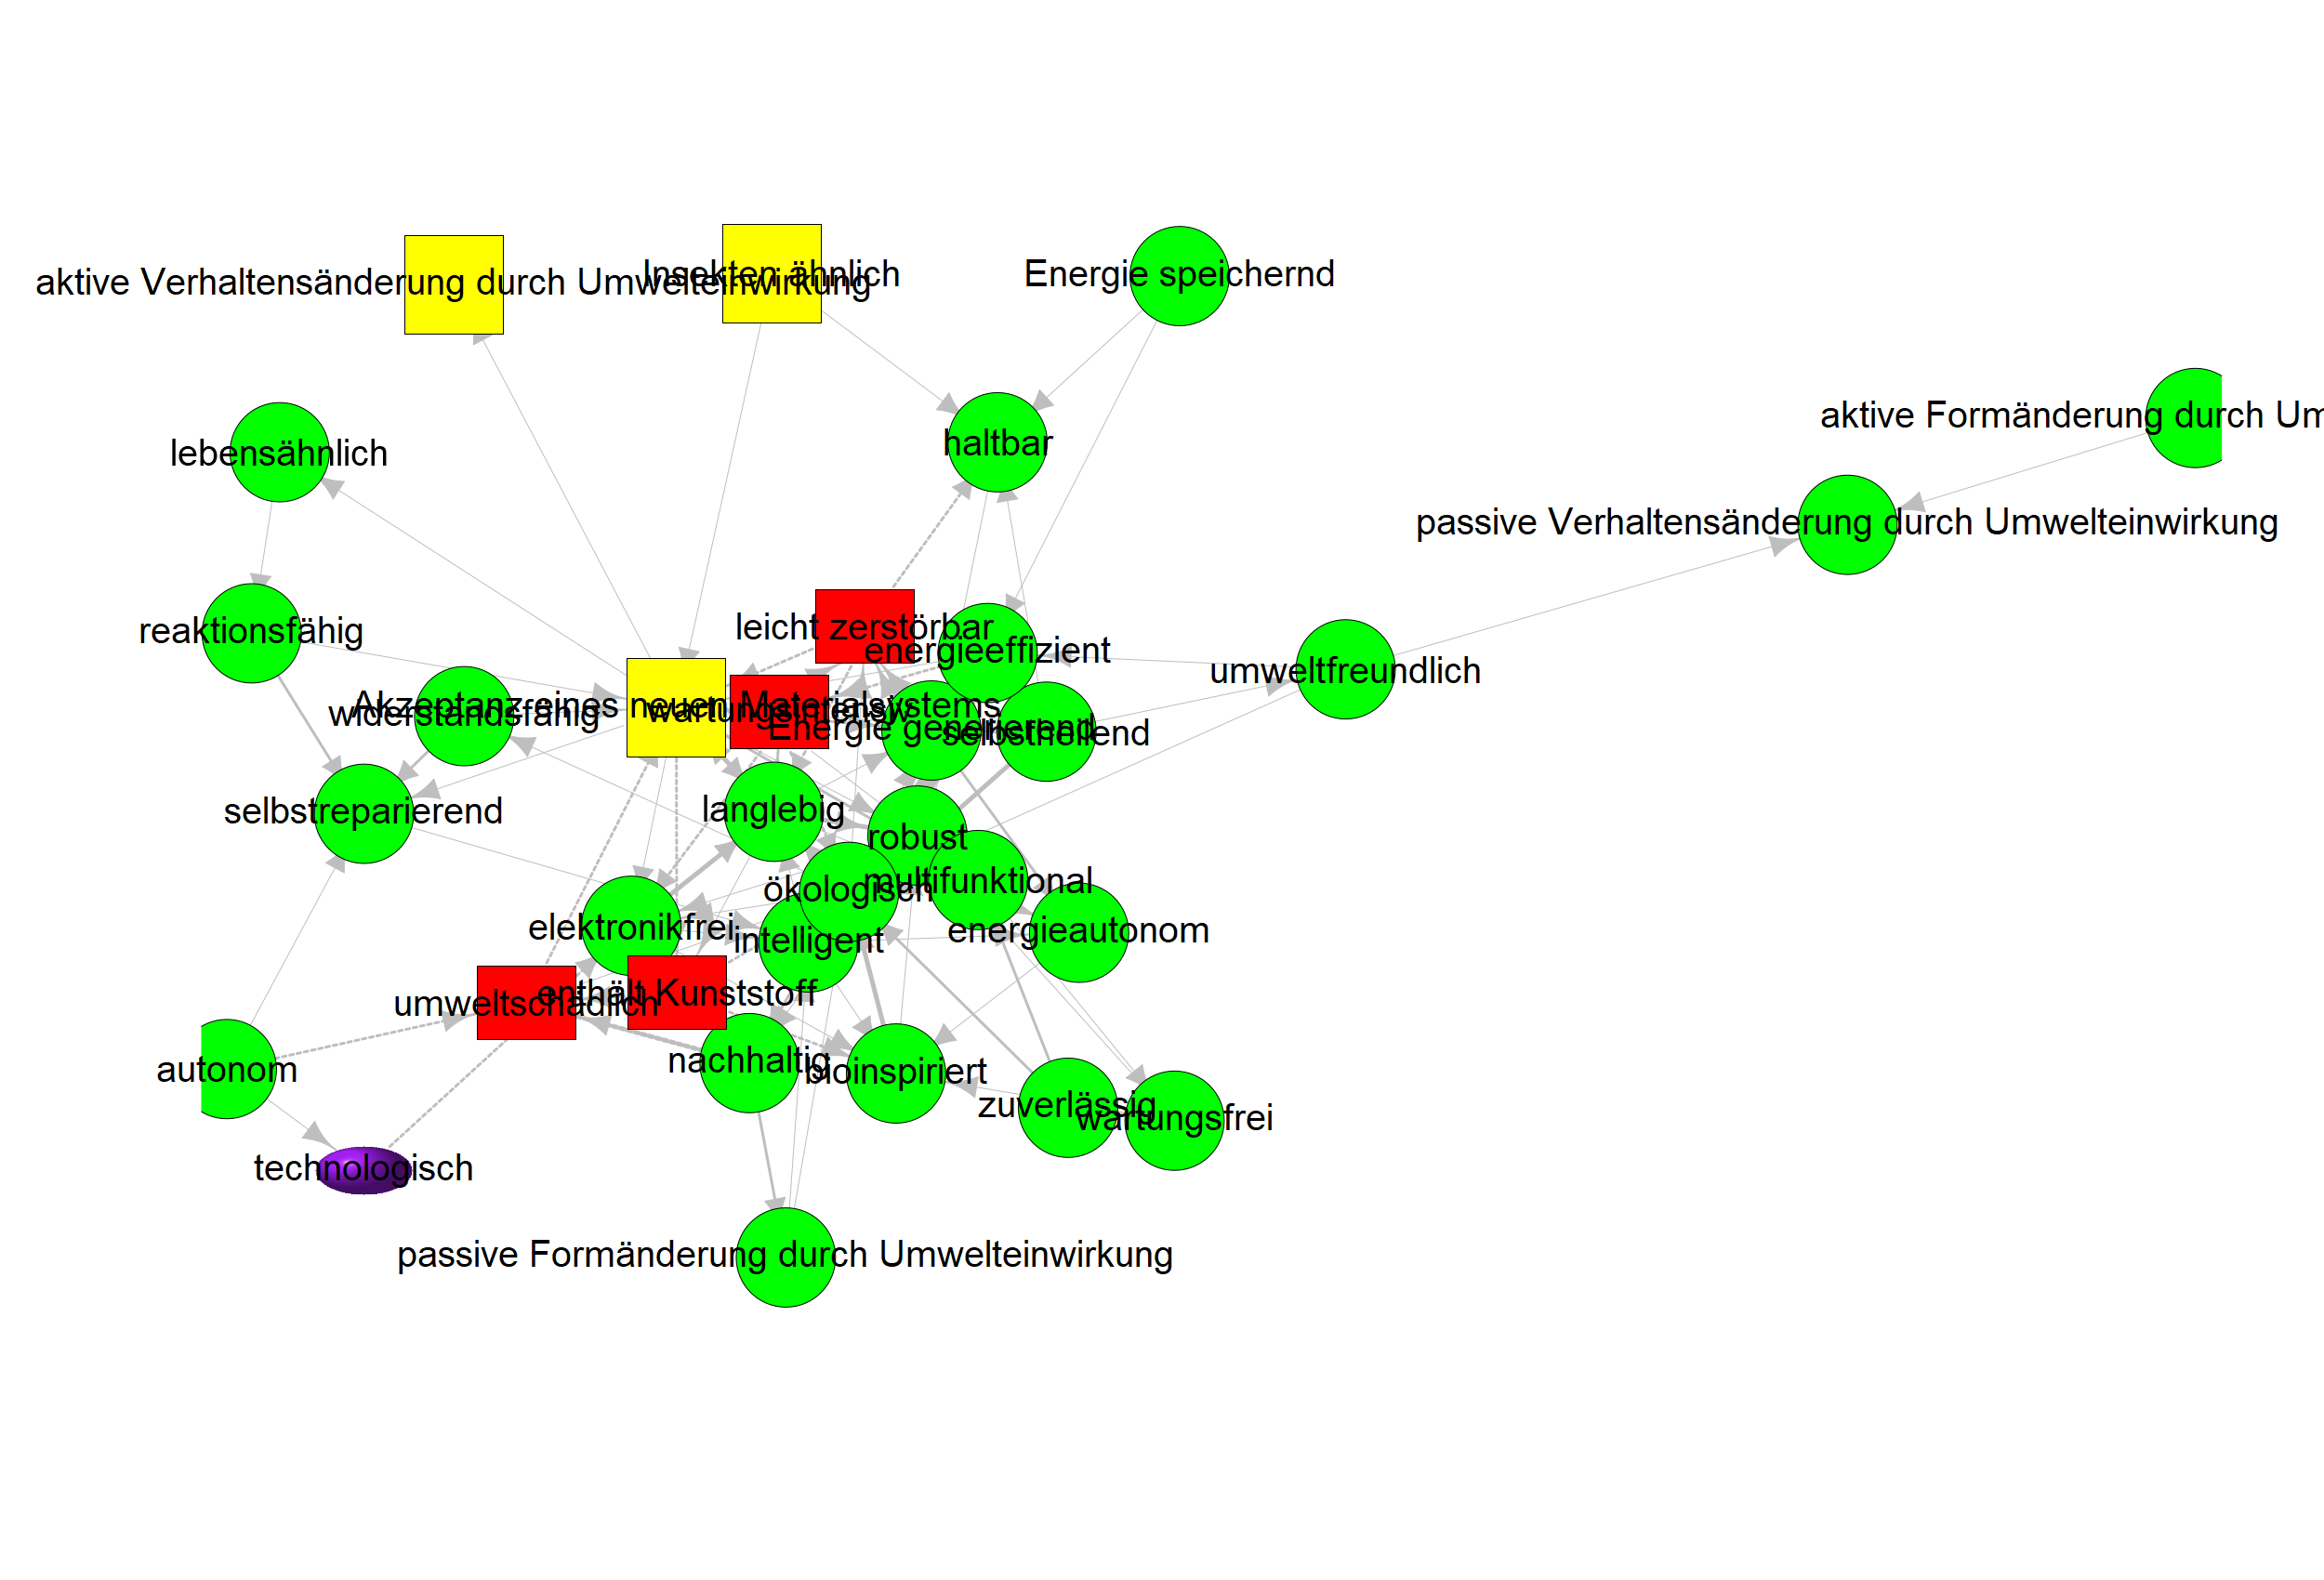 aktive Verhaltensänderung durch Umwelteinwirkung
Insekten ähnlich
Energie speichernd
aktive Formänderung durch Um
haltbar
lebensähnlich
passive Verhaltensänderung durch Umwelteinwirkung
leicht zerstörbar
reaktionsfähig
energieeffizient
umweltfreundlich
Akzeptanz eines neuen Materialsystems
widerstandsfähig
wartungsintensiv
Energie generierend
selbstheilend
selbstreparierend
langlebig
robust
multifunktional
ökologisch
elektronikfrei
intelligent
energieautonom
enthält Kunststoff
umweltschädlich
nachhaltig
bioinspiriert
autonom
zuverlässig
wartungsfrei
technologisch
passive Formänderung durch Umwelteinwirkung